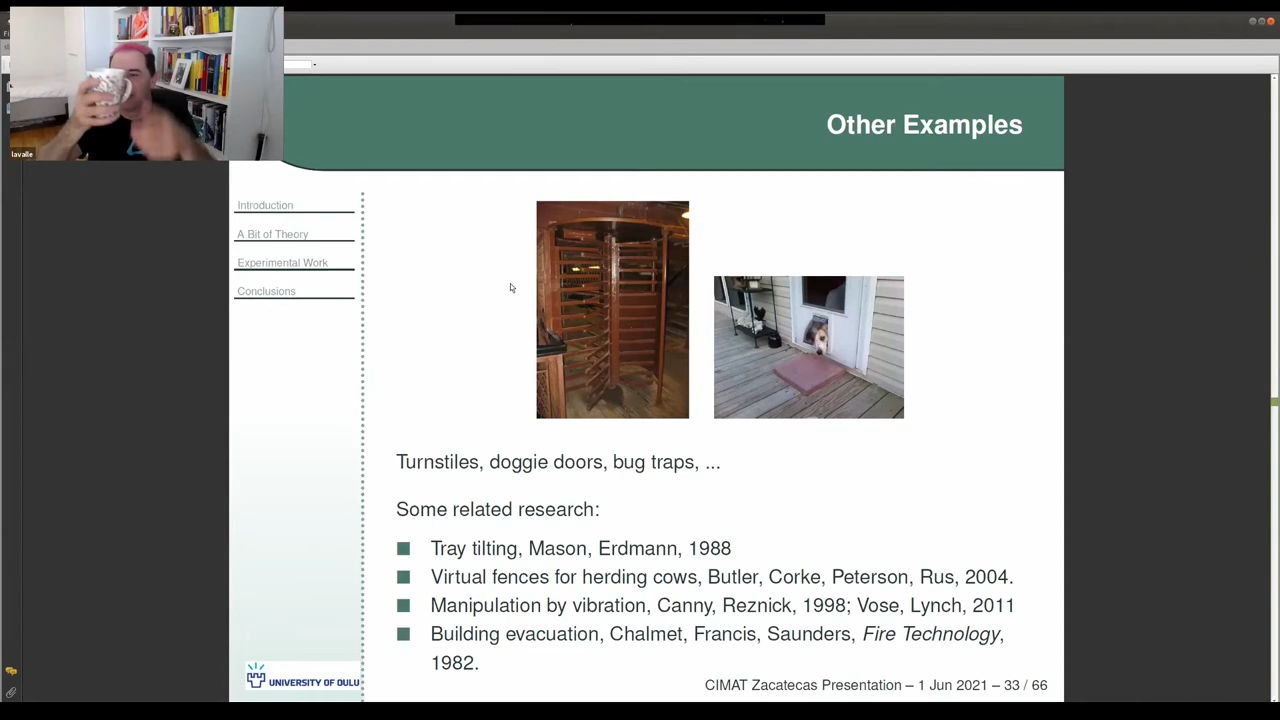 lavalle
Other Examples
Introduction
A Bit of Theory
Experimental Work
Conclusions
Turnstiles, doggie doors, bug traps, ...
Some related research:
Tray tilting, Mason, Erdmann, 1988
Virtual fences for herding cows, Butler, Corke, Peterson, Rus, 2004.
Manipulation by vibration, Canny, Reznick, 1998; Vose, Lynch, 2011
Building evacuation, Chalmet, Francis, Saunders, Fire Technology,
1982.
UNIVERSITY OF OULU
CIMAT Zacatecas Presentation – 1 Jun 2021 – 33 / 66